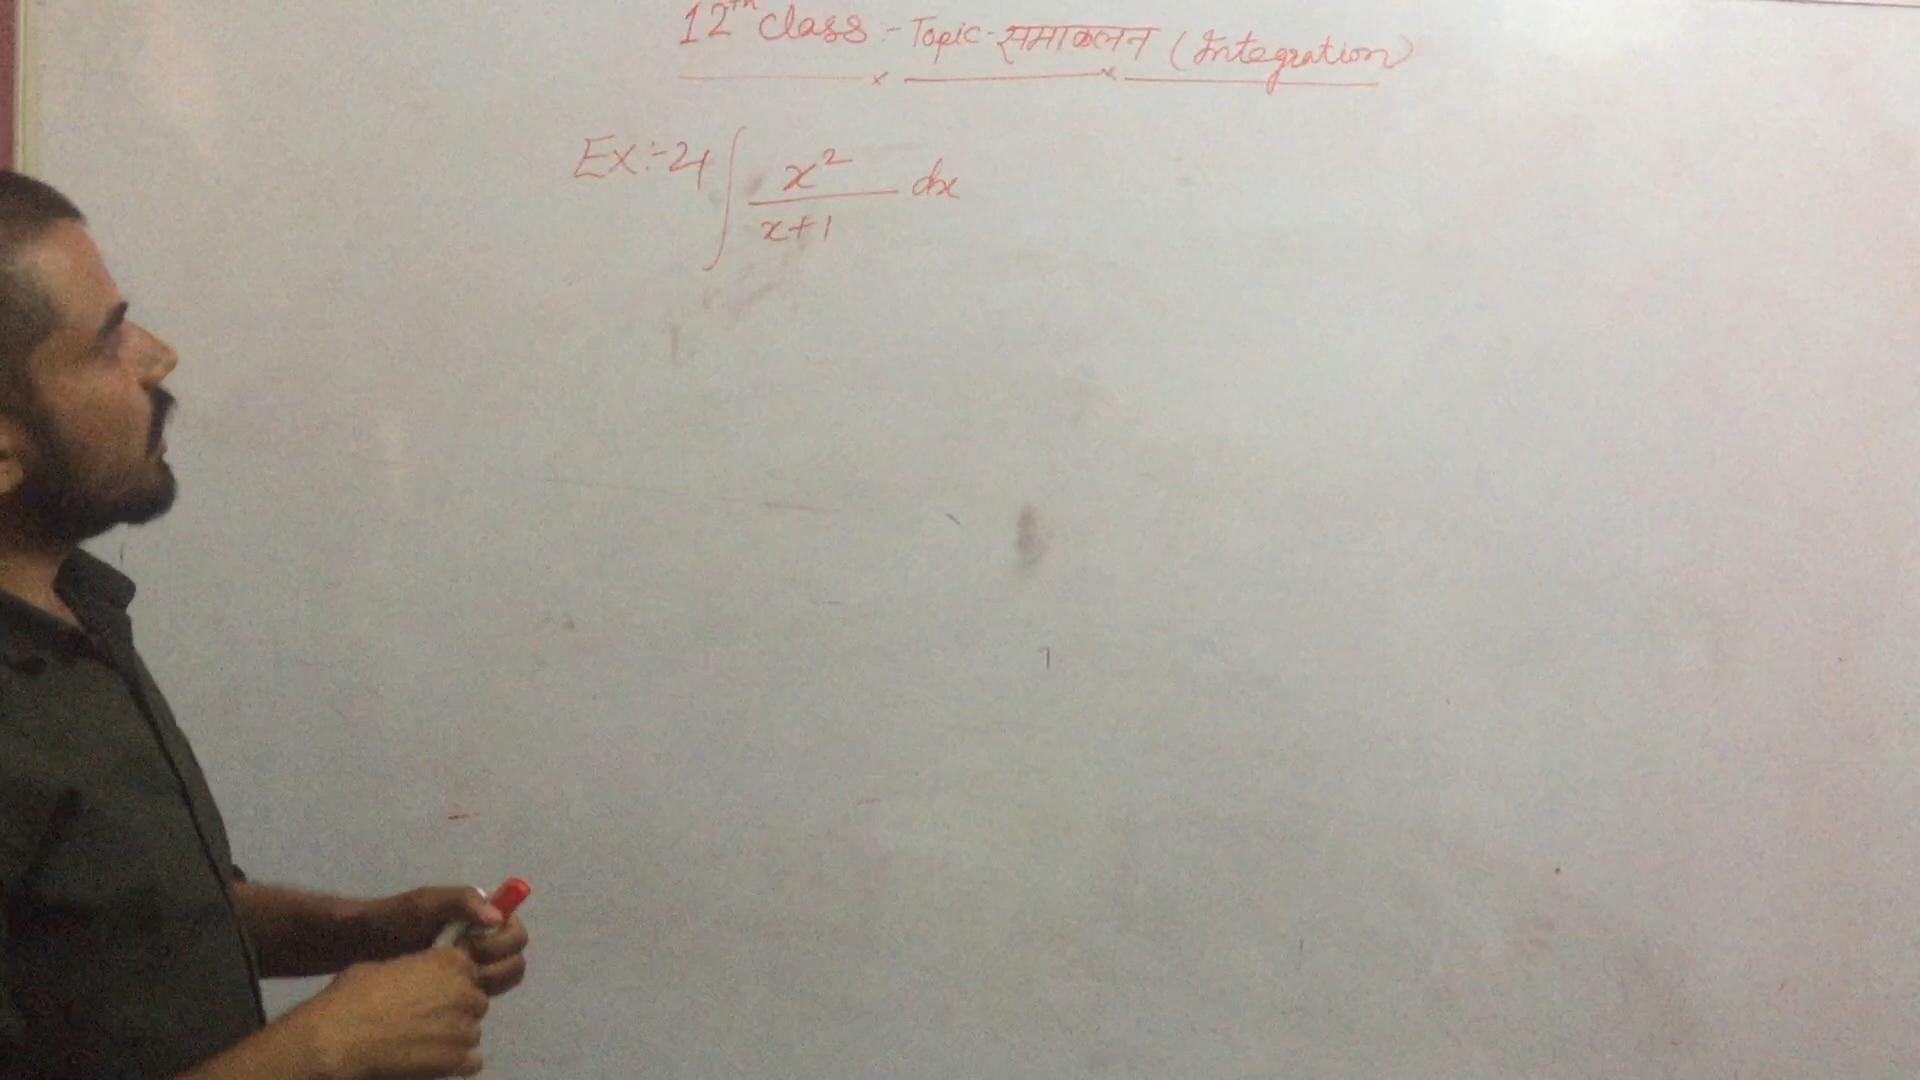 12th class :- Topic - समाकलन (Integration)
Ex:- 4 ∫ x²/(x+1) dx